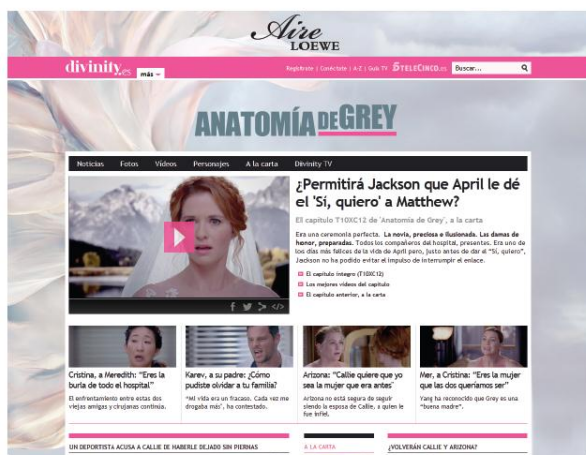 Aire
LOEWE
divinity.es
más
Regístrate | Conéctate | A-Z | Guía TV
TELECINCO.es
Buscar...
ANATOMÍA DE GREY
Noticias Fotos Vídeos Personajes A la carta Divinity TV
¿Permitirá Jackson que April le dé
el 'Sí, quiero' a Matthew?
El capítulo T10XC12 de 'Anatomía de Grey', a la carta
Era una ceremonia perfecta. La novia, preciosa e ilusionada. Las damas de
honor, preparadas. Todos los compañeros del hospital, presentes. Era uno de
los días más felices de la vida de April pero, justo antes de dar el "Sí, quiero",
Jackson no ha podido evitar el impulso de interrumpir el enlace.
El capítulo íntegro (T10XC12)
Los mejores vídeos del capítulo
El capítulo anterior, a la carta
Cristina, a Meredith: "Eres la
burla de todo el hospital"
El enfrentamiento entre estas dos
viejas amigas y cirujanas continúa.
Karev, a su padre: ¿Cómo
pudiste olvidar a tu familia?
"Mi vida era un fracaso. Cada vez me
drogaba más", ha contestado.
Arizona: "Callie quiere que yo
sea la mujer que era antes'
Arizona no está segura de seguir
siendo la esposa de Callie, a quien le
fue infiel.
Mer, a Cristina: "Eres la mujer
que las dos queríamos ser"
Yang ha reconocido que Grey es una
"buena madre".
UN DEPORTISTA ACUSA A CALLIE DE HABERLE DEJADO SIN PIERNAS
A LA CARTA
¿VOLVERÁN CALLIE Y ARIZONA?